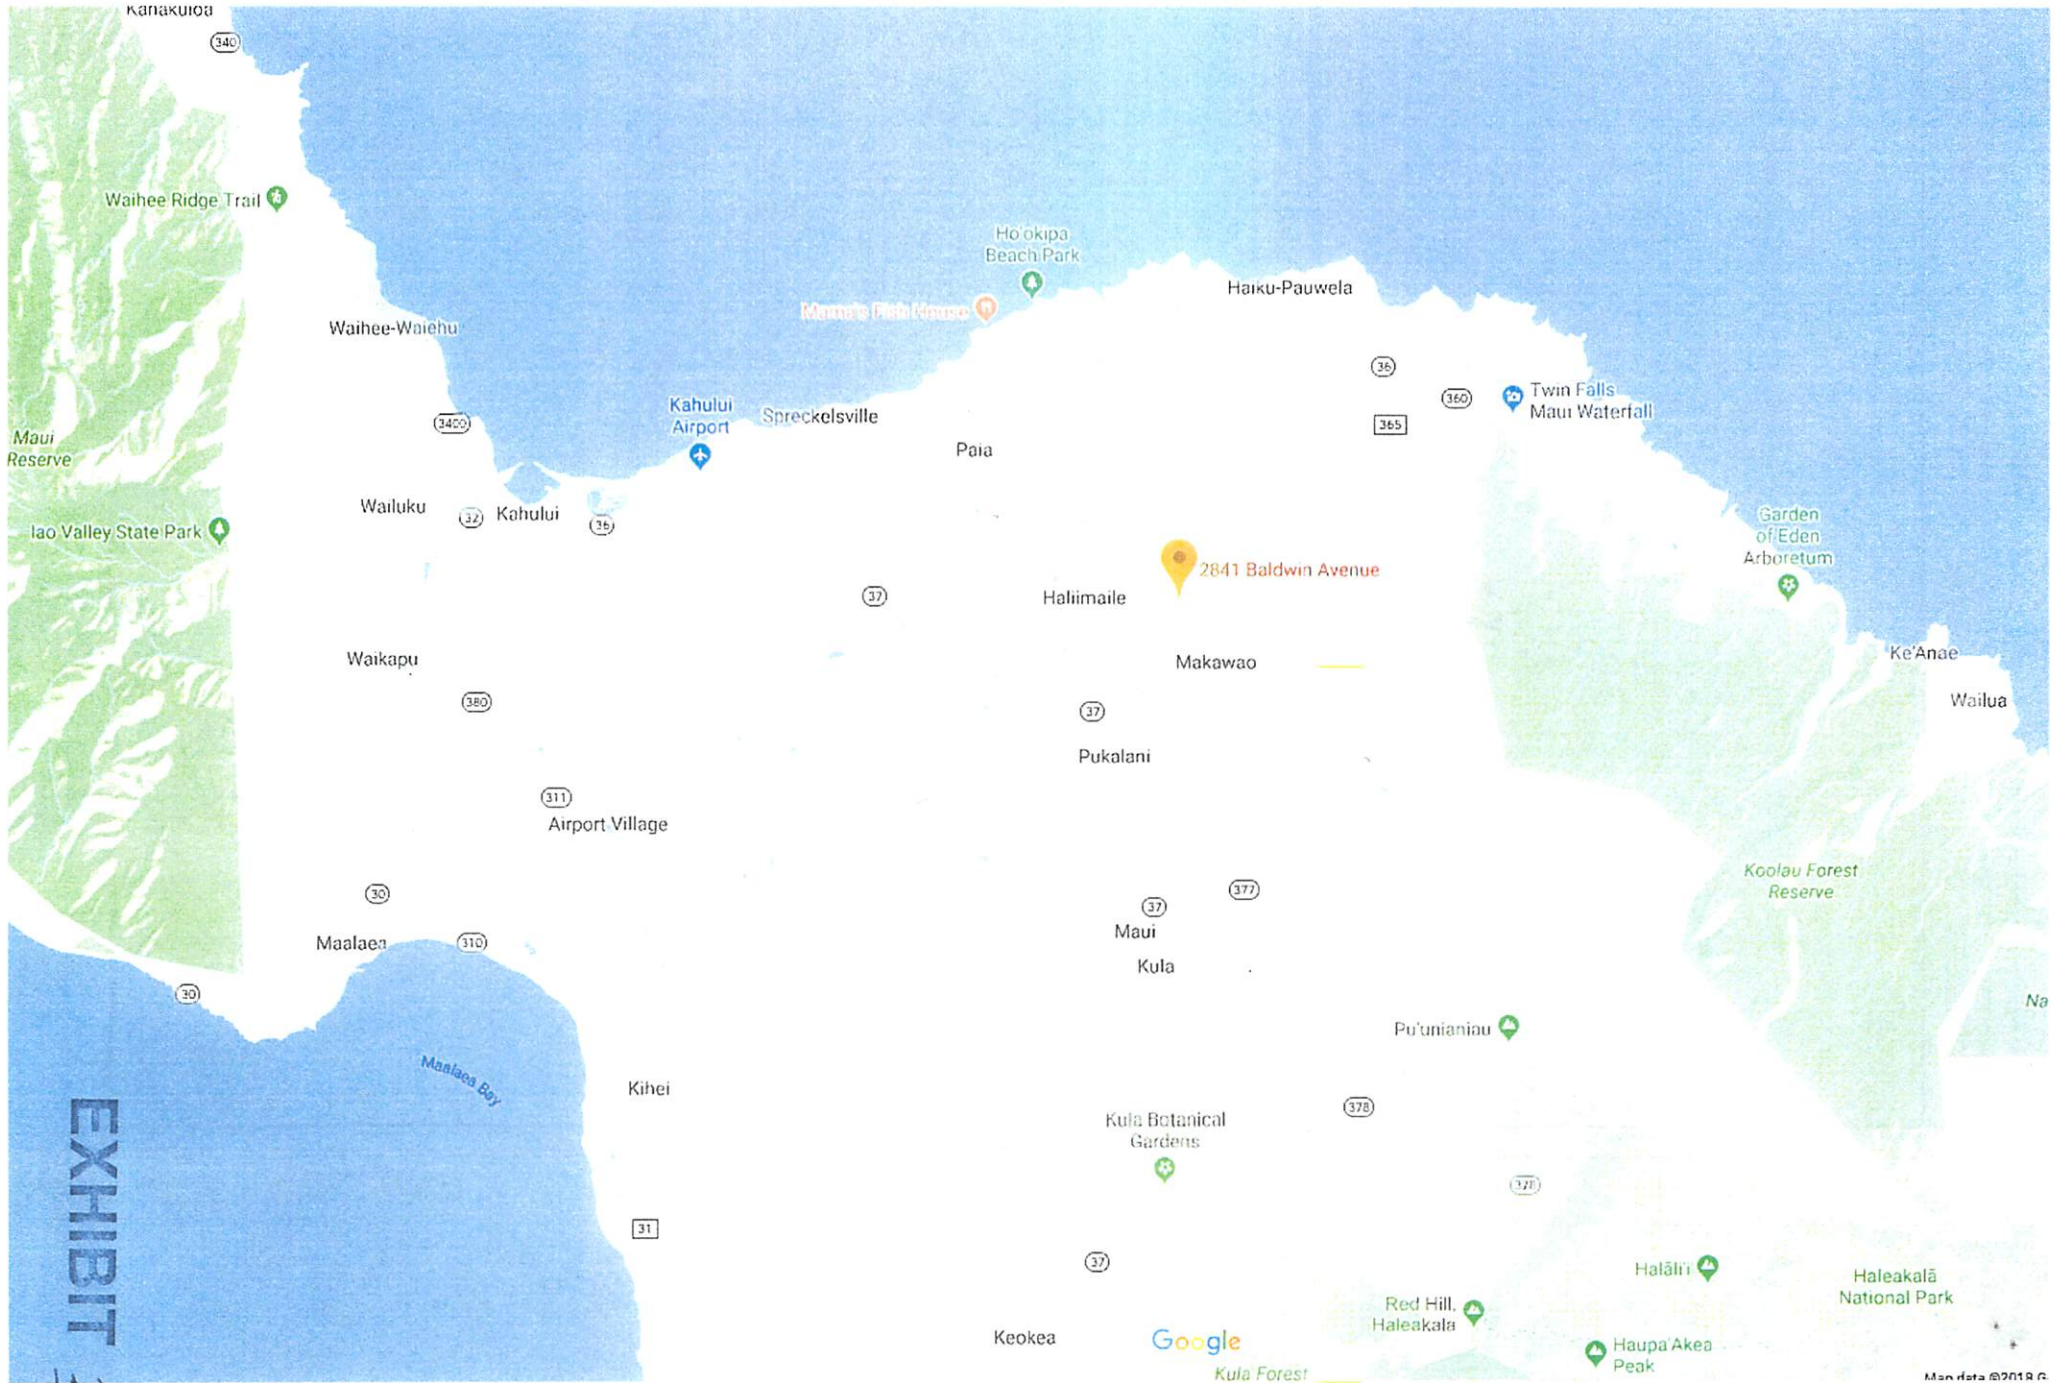 Kahakuloa
340
Waihee Ridge Trail
Ho'okipa
Beach Park
Mama's Fish House
Haiku-Pauwela
Waihee-Waiehu
36
360
Twin Falls
Maui Waterfall
Kahului
Airport
Spreckelsville
3400
365
Maui
Reserve
Paia
Wailuku
32
Kahului
36
Iao Valley State Park
Garden
of Eden
Arboretum
2841 Baldwin Avenue
37
Haliimaile
Waikapu
Makawao
Ke'Anae
380
37
Wailua
Pukalani
311
Airport Village
30
377
Koolau Forest
Reserve
37
Maui
Maalaea
310
Kula
30
Na
Pu'unianiau
Maalaea Bay
Kihei
378
Kula Botanical
Gardens
EXHIBIT
378
31
37
Halāli'i
Haleakalā
National Park
Red Hill,
Haleakala
Keokea
Google
Haupa'Akea
Peak
Kula Forest
Map data ©2018 G